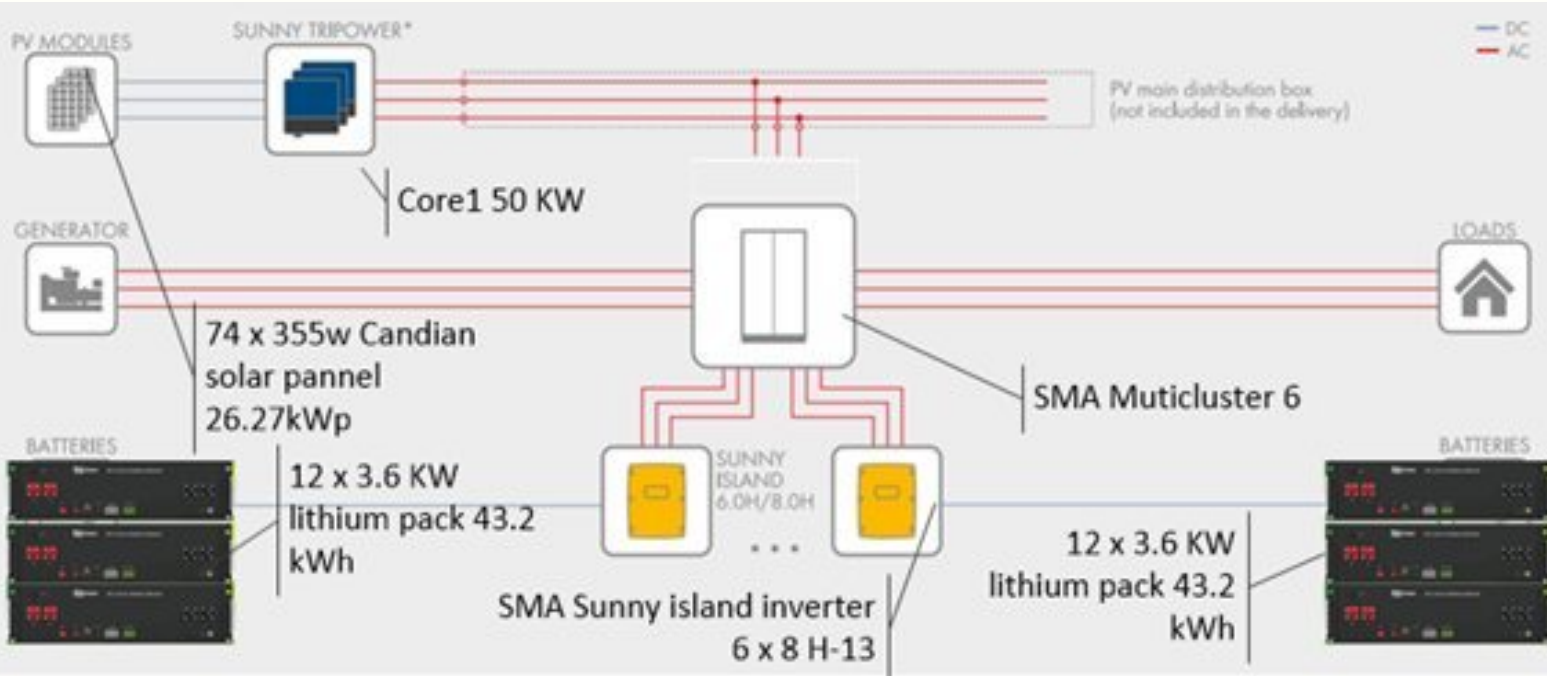 PV MODULES
SUNNY TRIPOWER*
DC
AC
PV main distribution box
(not included in the delivery)
Core1 50 KW
GENERATOR
LOADS
74 x 355w Candian
solar pannel
26.27kWp
SMA Muticluster 6
BATTERIES
12 x 3.6 KW
lithium pack 43.2
kWh
SUNNY
ISLAND
6.0H/8.0H
...
BATTERIES
12 x 3.6 KW
lithium pack 43.2
kWh
SMA Sunny island inverter
6 x 8 H-13